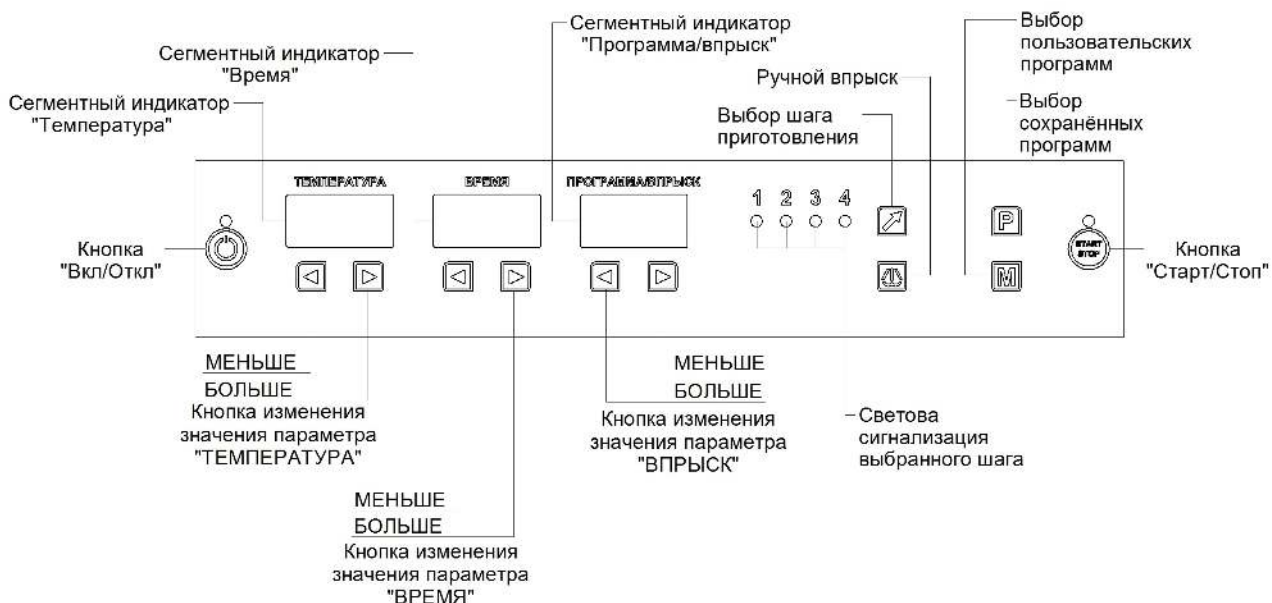 Сегментный индикатор
"Программа/впрыск"
Выбор
пользовательских
программ
Сегментный индикатор
"Время"
Ручной впрыск
Сегментный индикатор
"Температура"
Выбор шага
приготовления
Выбор
сохранённых
программ
ТЕМПЕРАТУРА
ВРЕМЯ
ПРОГРАММА/ВПРЫСК
1 2 3 4
P
START
STOP
M
Кнопка
"Вкл/Откл"
Кнопка
"Старт/Стоп"
МЕНЬШЕ
БОЛЬШЕ
Кнопка изменения
значения параметра
"ТЕМПЕРАТУРА"
МЕНЬШЕ
БОЛЬШЕ
Кнопка изменения
значения параметра
"ВПРЫСК"
Светова
сигнализация
выбранного шага
МЕНЬШЕ
БОЛЬШЕ
Кнопка изменения
значения параметра
"ВРЕМЯ"